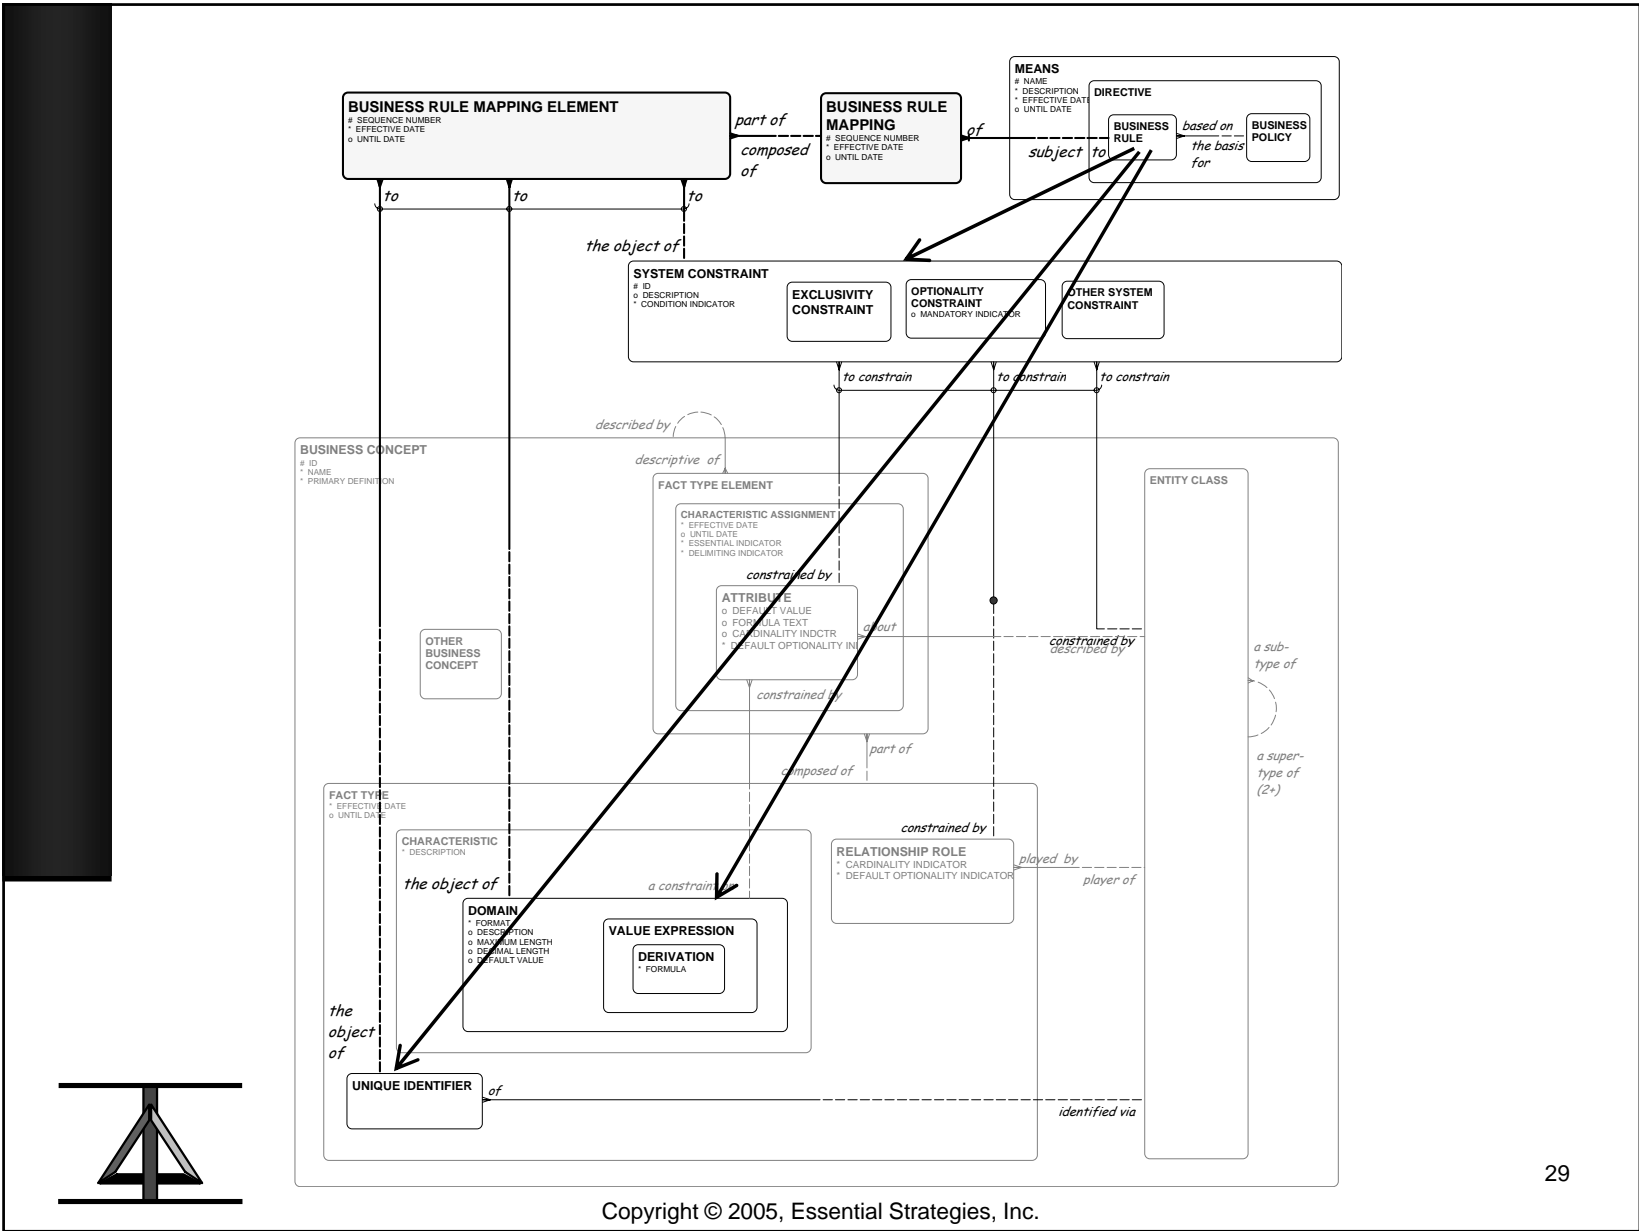 MEANS
# NAME
* DESCRIPTION
* EFFECTIVE DATE
o UNTIL DATE
DIRECTIVE
BUSINESS
RULE
based on
the basis
for
BUSINESS
POLICY
BUSINESS RULE MAPPING ELEMENT
# SEQUENCE NUMBER
* EFFECTIVE DATE
o UNTIL DATE
part of
composed
of
BUSINESS RULE
MAPPING
# SEQUENCE NUMBER
* EFFECTIVE DATE
o UNTIL DATE
of
subject to
to
to
to
the object of
SYSTEM CONSTRAINT
# ID
o DESCRIPTION
* CONDITION INDICATOR
EXCLUSIVITY
CONSTRAINT
OPTIONALITY
CONSTRAINT
o MANDATORY INDICATOR
OTHER SYSTEM
CONSTRAINT
to constrain
to constrain
to constrain
described by
descriptive of
BUSINESS CONCEPT
# ID
* NAME
* PRIMARY DEFINITION
FACT TYPE ELEMENT
CHARACTERISTIC ASSIGNMENT
* EFFECTIVE DATE
o UNTIL DATE
* ESSENTIAL INDICATOR
* DELIMITING INDICATOR
constrained by
ATTRIBUTE
o DEFAULT VALUE
o FORMULA TEXT
o CARDINALITY INDCTR
* DEFAULT OPTIONALITY IN
about
constrained by
described by
ENTITY CLASS
a sub-
type of
a super-
type of
(2+)
OTHER
BUSINESS
CONCEPT
constrained by
part of
composed of
FACT TYPE
* EFFECTIVE DATE
o UNTIL DATE
CHARACTERISTIC
* DESCRIPTION
constrained by
RELATIONSHIP ROLE
* CARDINALITY INDICATOR
* DEFAULT OPTIONALITY INDICATOR
played by
player of
the object of
a constraint
DOMAIN
* FORMAT
o DESCRIPTION
o MAXIMUM LENGTH
o DECIMAL LENGTH
o DEFAULT VALUE
VALUE EXPRESSION
DERIVATION
* FORMULA
the
object
of
UNIQUE IDENTIFIER
of
identified via
29
Copyright © 2005, Essential Strategies, Inc.